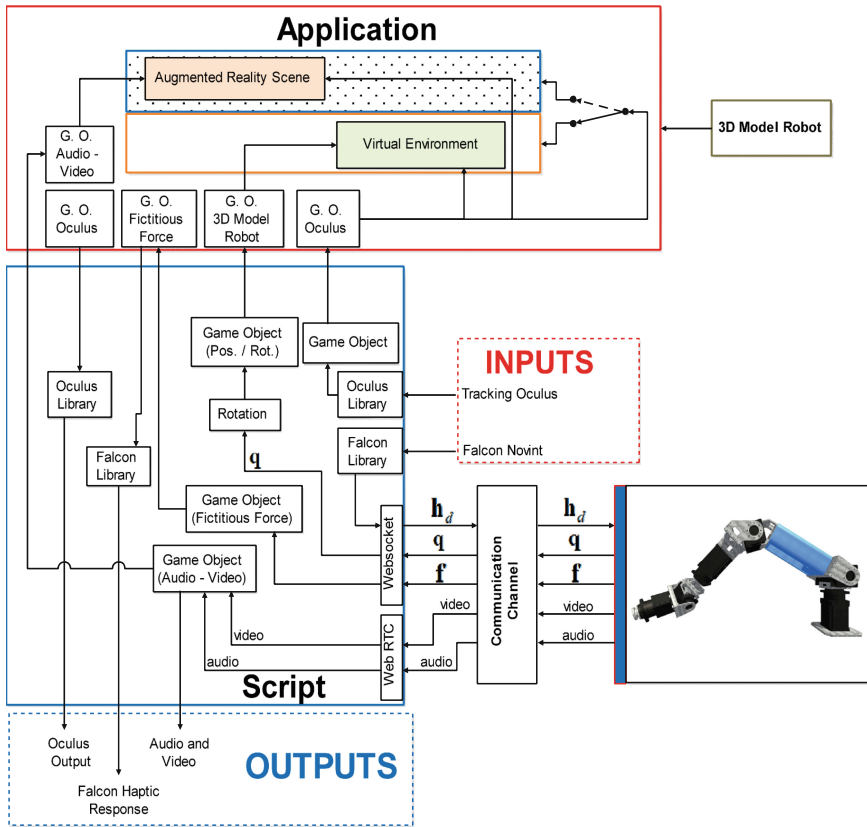 Application
Augmented Reality Scene
G. O.
Audio -
Video
Virtual Environment
3D Model Robot
G. O.
Oculus
G. O.
Fictitious
Force
G. O.
3D Model
Robot
G. O.
Oculus
Game Object
(Pos. / Rot.)
Game Object
INPUTS
Oculus
Library
Oculus
Library
Tracking Oculus
Rotation
Falcon
Library
Falcon Novint
q
Falcon
Library
Game Object
(Fictitious Force)
Websocket
h_d
q
f
Communication
Channel
h_d
q
f
video
audio
Game Object
(Audio - Video)
video
audio
Web RTC
video
audio
Script
Oculus
Output
Audio and
Video
OUTPUTS
Falcon Haptic
Response